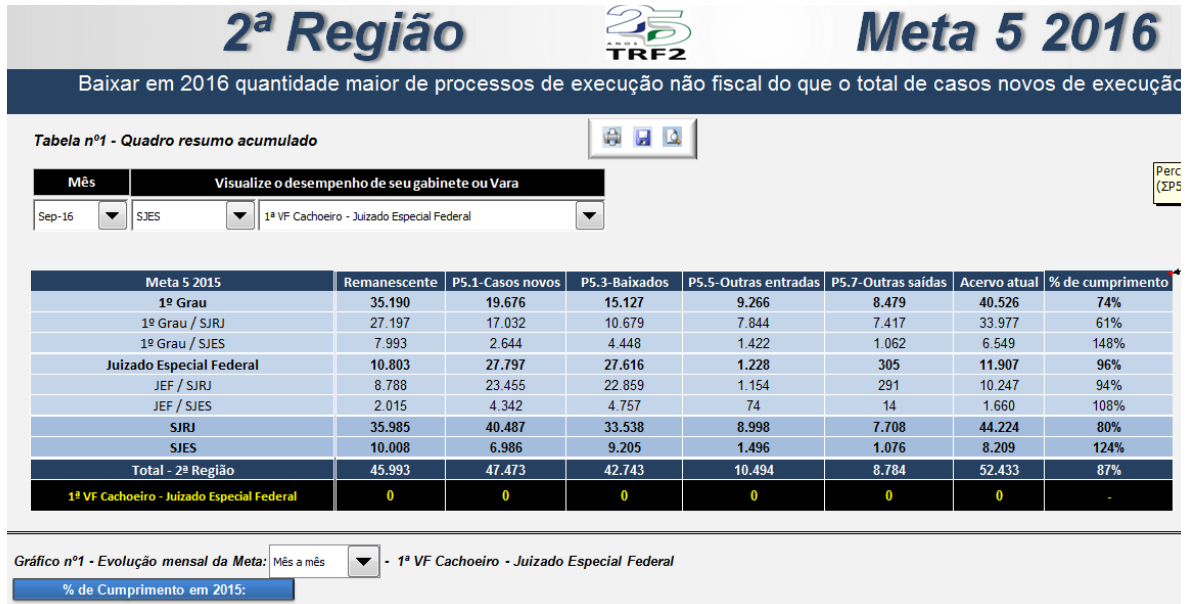 2ª Região
25
ANOS
TRF2
Meta 5 2016
Baixar em 2016 quantidade maior de processos de execução não fiscal do que o total de casos novos de execução
Tabela nº1 - Quadro resumo acumulado
Mês Visualize o desempenho de seu gabinete ou Vara
Sep-16 SJES 1ª VF Cachoeiro - Juizado Especial Federal
Perc
(ΣP5
Meta 5 2015 Remanescente P5.1-Casos novos P5.3-Baixados P5.5-Outras entradas P5.7-Outras saídas Acervo atual % de cumprimento
1º Grau 35.190 19.676 15.127 9.266 8.479 40.526 74%
1º Grau / SJRJ 27.197 17.032 10.679 7.844 7.417 33.977 61%
1º Grau / SJES 7.993 2.644 4.448 1.422 1.062 6.549 148%
Juizado Especial Federal 10.803 27.797 27.616 1.228 305 11.907 96%
JEF / SJRJ 8.788 23.455 22.859 1.154 291 10.247 94%
JEF / SJES 2.015 4.342 4.757 74 14 1.660 108%
SJRJ 35.985 40.487 33.538 8.998 7.708 44.224 80%
SJES 10.008 6.986 9.205 1.496 1.076 8.209 124%
Total - 2ª Região 45.993 47.473 42.743 10.494 8.784 52.433 87%
1ª VF Cachoeiro - Juizado Especial Federal 0 0 0 0 0 0 -
Gráfico nº1 - Evolução mensal da Meta: Mês a mês - 1ª VF Cachoeiro - Juizado Especial Federal
% de Cumprimento em 2015: